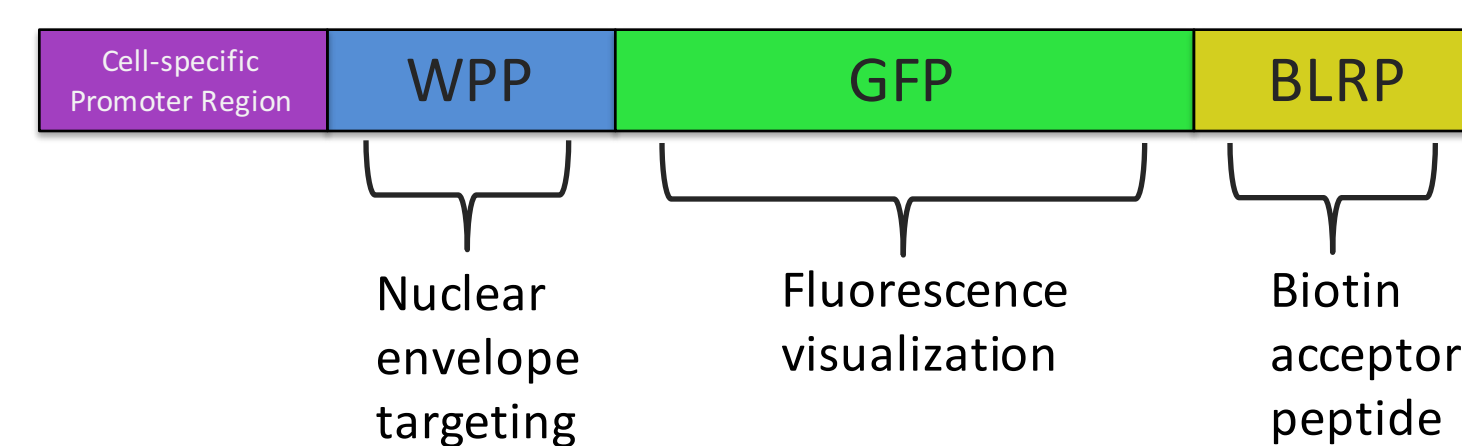 Cell-specific
Promoter Region
WPP
GFP
BLRP
Nuclear
envelope
targeting
Fluorescence
visualization
Biotin
acceptor
peptide